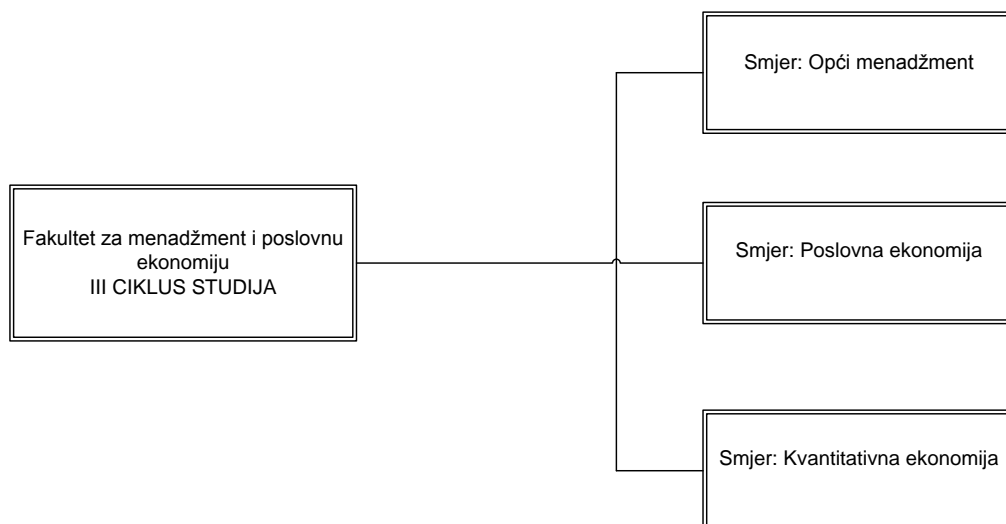 Smjer: Opći menadžment
Fakultet za menadžment i poslovnu
ekonomiju
III CIKLUS STUDIJA
Smjer: Poslovna ekonomija
Smjer: Kvantitativna ekonomija